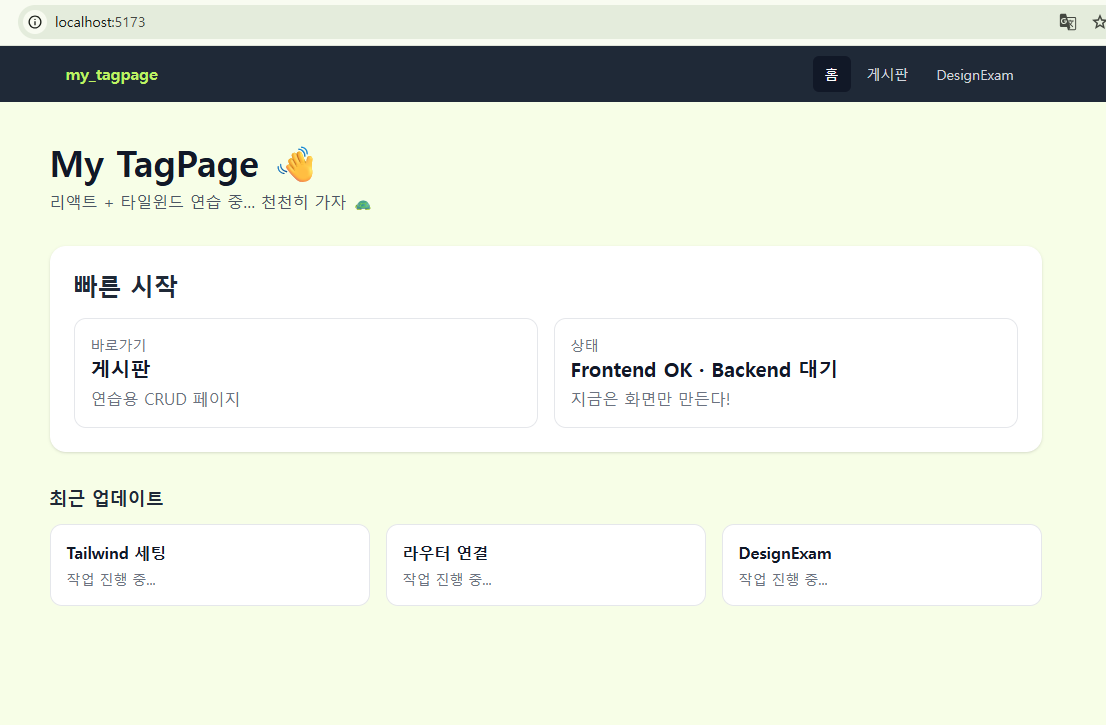 localhost:5173
my_tagpage 홈 게시판 DesignExam
My TagPage 👋
리액트 + 타일윈드 연습 중... 천천히 가자 🐢
빠른 시작
바로가기
게시판
연습용 CRUD 페이지
상태
Frontend OK · Backend 대기
지금은 화면만 만든다!
최근 업데이트
Tailwind 세팅
작업 진행 중...
라우터 연결
작업 진행 중...
DesignExam
작업 진행 중...